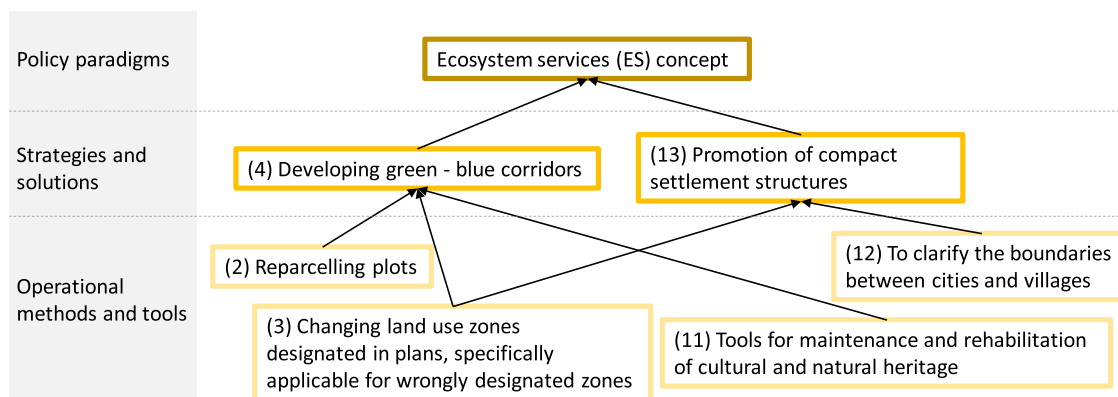 Policy paradigms
Ecosystem services (ES) concept
Strategies and
solutions
(4) Developing green - blue corridors
(13) Promotion of compact
settlement structures
Operational
methods and tools
(2) Reparcelling plots
(12) To clarify the boundaries
between cities and villages
(3) Changing land use zones
designated in plans, specifically
applicable for wrongly designated zones
(11) Tools for maintenance and rehabilitation
of cultural and natural heritage